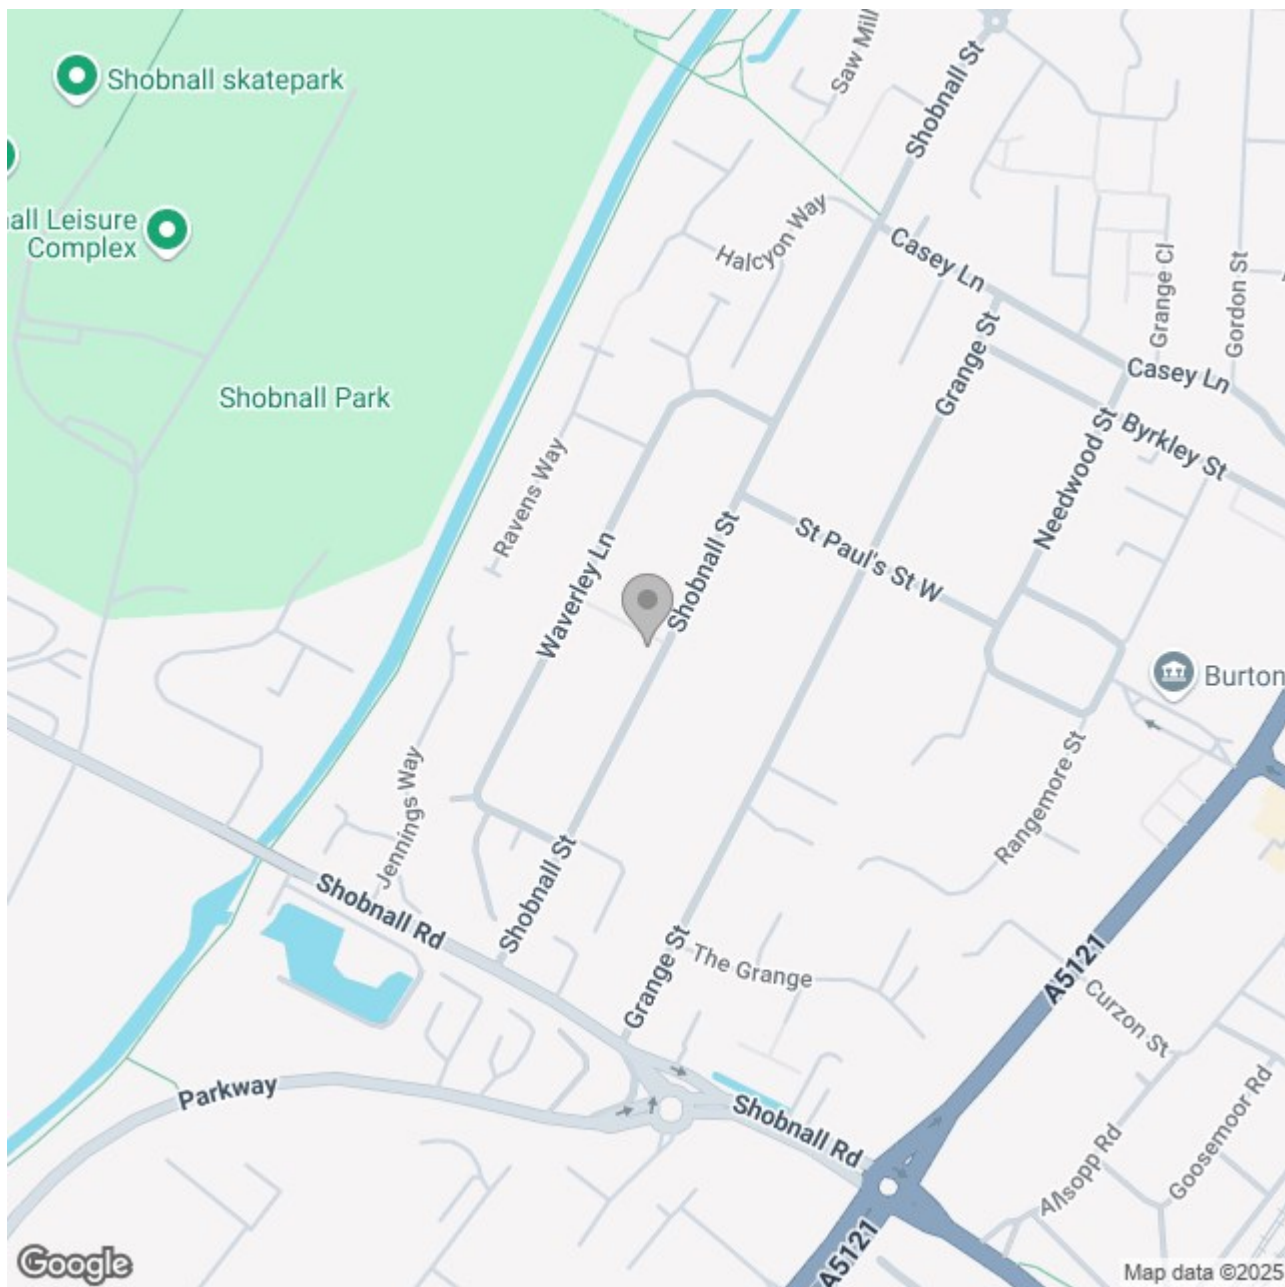 Shobnall skatepark
Saw Mill
Shobnall St
nall Leisure
Complex
Halcyon Way
Casey Ln
Grange Cl
Gordon St
Shobnall Park
Grange St
Casey Ln
Byrkley St
Needwood St
Ravens Way
Waverley Ln
Shobnall St
St Paul's St W
Burton
Jennings Way
Rangemore St
Shobnall Rd
Shobnall St
Grange St
The Grange
A5121
Curzon St
Parkway
Shobnall Rd
Allsopp Rd
Goosemoor Rd
A5121
Google
Map data ©2025